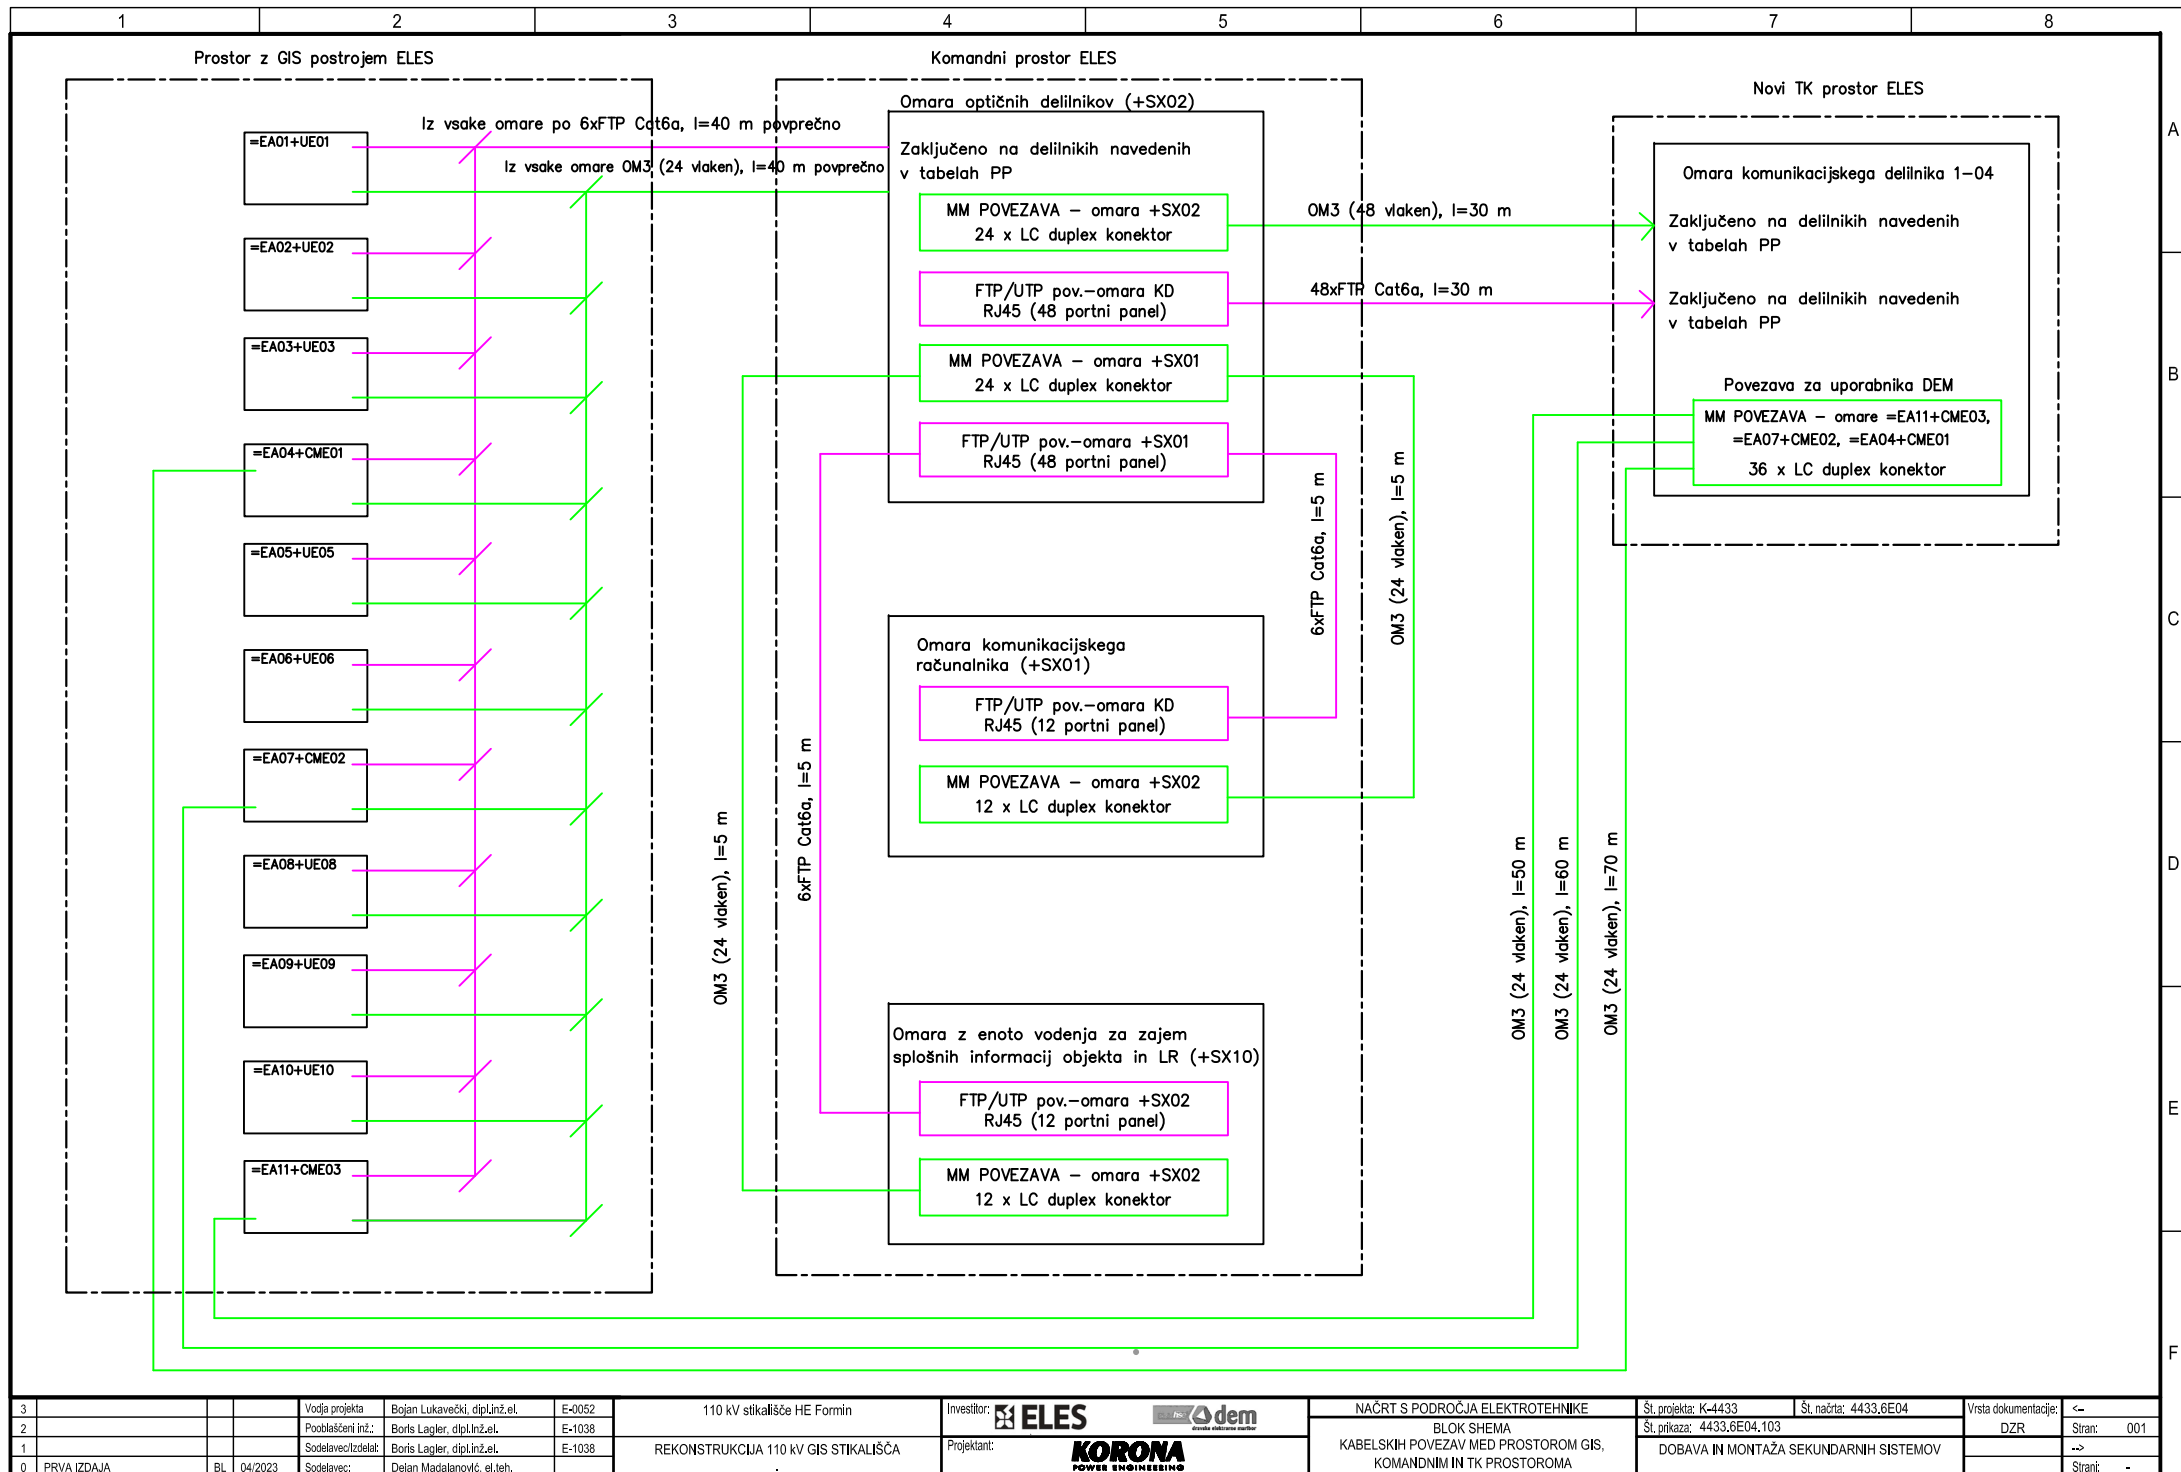 1 2 3 4 5 6 7 8
Prostor z GIS postrojem ELES
=EA01+UE01
=EA02+UE02
=EA03+UE03
=EA04+CME01
=EA05+UE05
=EA06+UE06
=EA07+CME02
=EA08+UE08
=EA09+UE09
=EA10+UE10
=EA11+CME03
Iz vsake omare po 6xFTP Cat6a, l=40 m povprečno
Iz vsake omare OM3 (24 vlaken), l=40 m povprečno
Komandni prostor ELES
Omara optičnih delilnikov (+SX02)
Zaključeno na delilnikih navedenih
v tabelah PP
MM POVEZAVA – omara +SX02
24 x LC duplex konektor
FTP/UTP pov.–omara KD
RJ45 (48 portni panel)
MM POVEZAVA – omara +SX01
24 x LC duplex konektor
FTP/UTP pov.–omara +SX01
RJ45 (48 portni panel)
Omara komunikacijskega
računalnika (+SX01)
FTP/UTP pov.–omara KD
RJ45 (12 portni panel)
MM POVEZAVA – omara +SX02
12 x LC duplex konektor
Omara z enoto vodenja za zajem
splošnih informacij objekta in LR (+SX10)
FTP/UTP pov.–omara +SX02
RJ45 (12 portni panel)
MM POVEZAVA – omara +SX02
12 x LC duplex konektor
OM3 (24 vlaken), l=5 m
6xFTP Cat6a, l=5 m
6xFTP Cat6a, l=5 m
OM3 (24 vlaken), l=5 m
OM3 (48 vlaken), l=30 m
48xFTP Cat6a, l=30 m
Novi TK prostor ELES
Omara komunikacijskega delilnika 1–04
Zaključeno na delilnikih navedenih
v tabelah PP
Zaključeno na delilnikih navedenih
v tabelah PP
Povezava za uporabnika DEM
MM POVEZAVA – omare =EA11+CME03,
=EA07+CME02, =EA04+CME01
36 x LC duplex konektor
OM3 (24 vlaken), l=50 m
OM3 (24 vlaken), l=60 m
OM3 (24 vlaken), l=70 m
A
B
C
D
E
F
3 Vodja projekta Bojan Lukavečki, dipl.inž.el. E-0052
2 Pooblaščeni inž.: Boris Lagler, dipl.inž.el. E-1038
1 Sodelavec/Izdelal: Boris Lagler, dipl.inž.el. E-1038
0 PRVA IZDAJA BL 04/2023 Sodelavec: Dejan Madalanović, el.teh.
110 kV stikališče HE Formin
REKONSTRUKCIJA 110 kV GIS STIKALIŠČA
Investitor: ELES
hse dem
dravske elektrarne maribor
Projektant: KORONA
POWER ENGINEERING
NAČRT S PODROČJA ELEKTROTEHNIKE
BLOK SHEMA
KABELSKIH POVEZAV MED PROSTOROM GIS,
KOMANDNIM IN TK PROSTOROMA
Št. projekta: K-4433 Št. načrta: 4433.6E04
Št. prikaza: 4433.6E04.103
DOBAVA IN MONTAŽA SEKUNDARNIH SISTEMOV
Vrsta dokumentacije:
DZR
<--
Stran: 001
-->
Strani: -